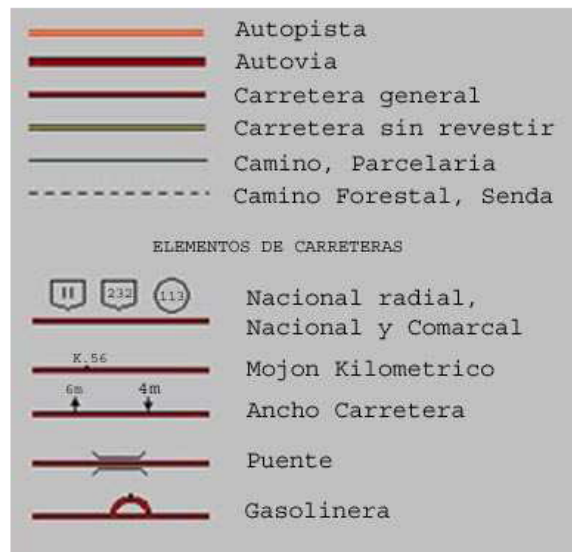 Autopista
Autovia
Carretera general
Carretera sin revestir
Camino, Parcelaria
Camino Forestal, Senda
ELEMENTOS DE CARRETERAS
II 232 113
Nacional radial,
Nacional y Comarcal
K.56
Mojon Kilometrico
6m 4m
Ancho Carretera
Puente
Gasolinera